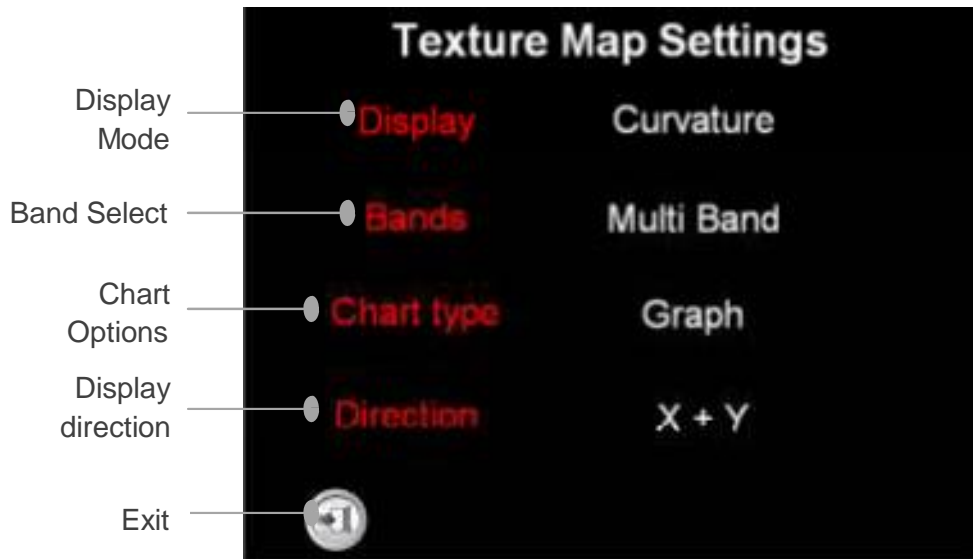 Texture Map Settings
Display
Mode
Display
Curvature
Band Select
Bands
Multi Band
Chart
Options
Chart type
Graph
Display
direction
Direction
X + Y
Exit